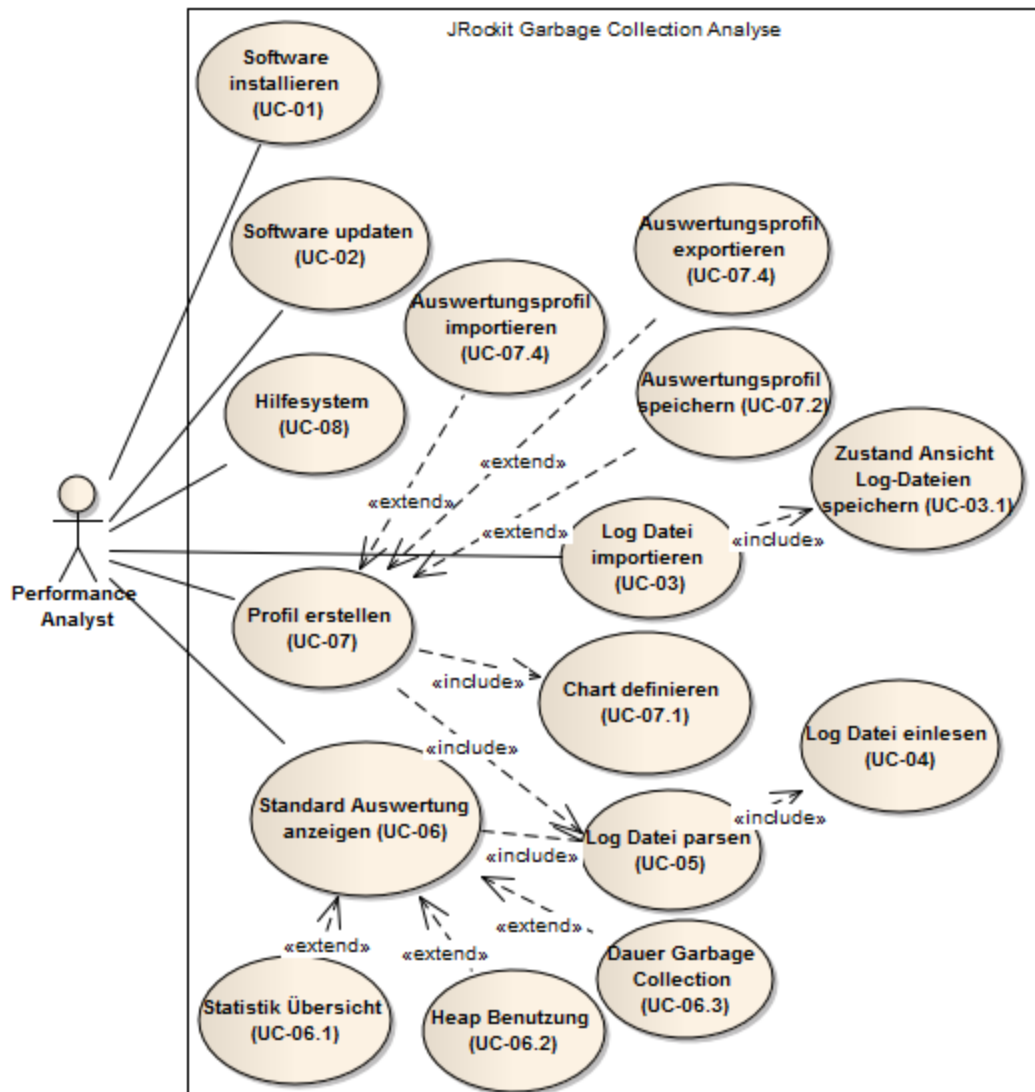 JRockit Garbage Collection Analyse
Software
installieren
(UC-01)
Software updaten
(UC-02)
Auswertungsprofil
exportieren
(UC-07.4)
Auswertungsprofil
importieren
(UC-07.4)
Auswertungsprofil
speichern (UC-07.2)
Hilfesystem
(UC-08)
Zustand Ansicht
Log-Dateien
speichern (UC-03.1)
«extend»
«extend»
«extend»
Log Datei
importieren
(UC-03)
«include»
Performance
Analyst
Profil erstellen
(UC-07)
«include»
Chart definieren
(UC-07.1)
«include»
Log Datei einlesen
(UC-04)
Standard Auswertung
anzeigen (UC-06)
«include»
Log Datei parsen
(UC-05)
«include»
«extend»
«extend»
«extend»
Dauer Garbage
Collection
(UC-06.3)
Statistik Übersicht
(UC-06.1)
Heap Benutzung
(UC-06.2)